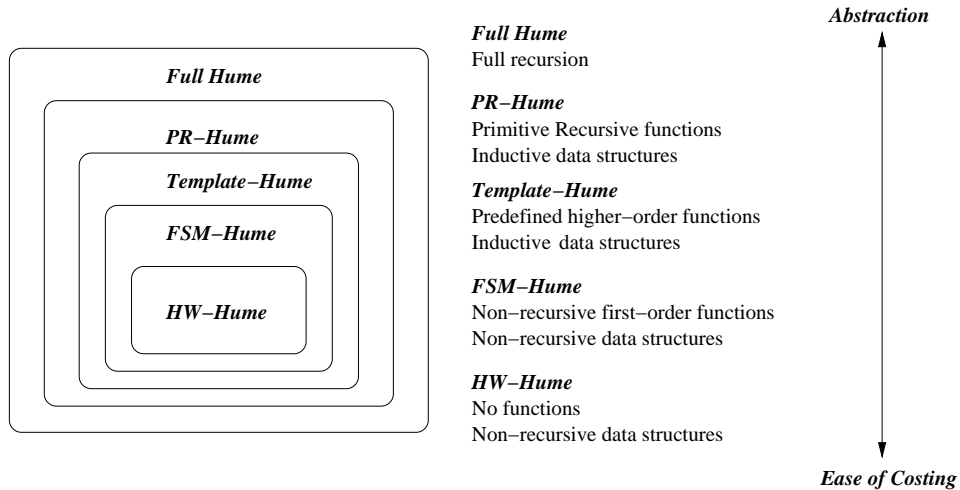 Full Hume
PR−Hume
Template−Hume
FSM−Hume
HW−Hume
Full Hume
Full recursion
PR−Hume
Primitive Recursive functions
Inductive data structures
Template−Hume
Predefined higher−order functions
Inductive data structures
FSM−Hume
Non−recursive first−order functions
Non−recursive data structures
HW−Hume
No functions
Non−recursive data structures
Abstraction
Ease of Costing